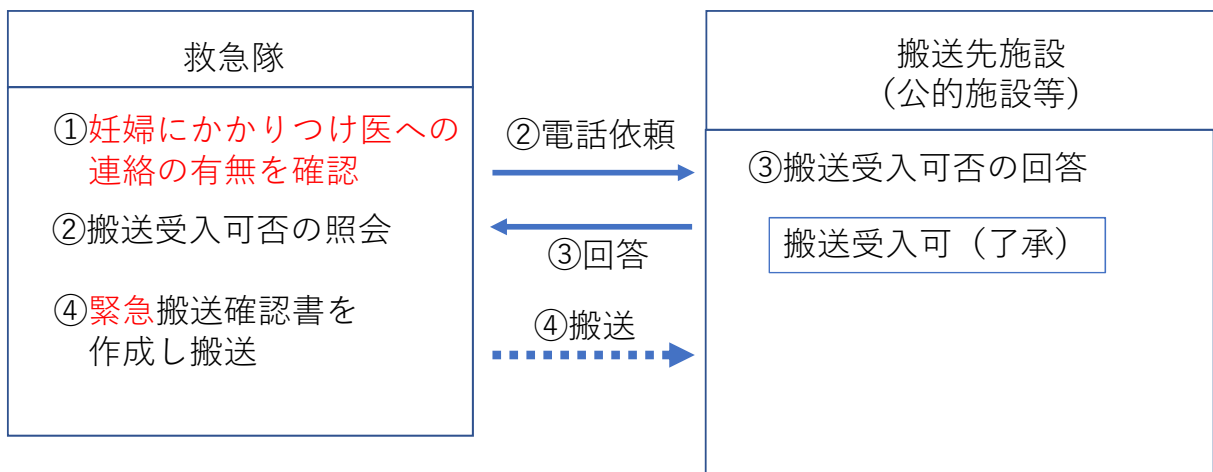 救急隊
①妊婦にかかりつけ医への
連絡の有無を確認
②搬送受入可否の照会
④緊急搬送確認書を
作成し搬送
②電話依頼
③回答
④搬送
搬送先施設
（公的施設等）
③搬送受入可否の回答
搬送受入可（了承）